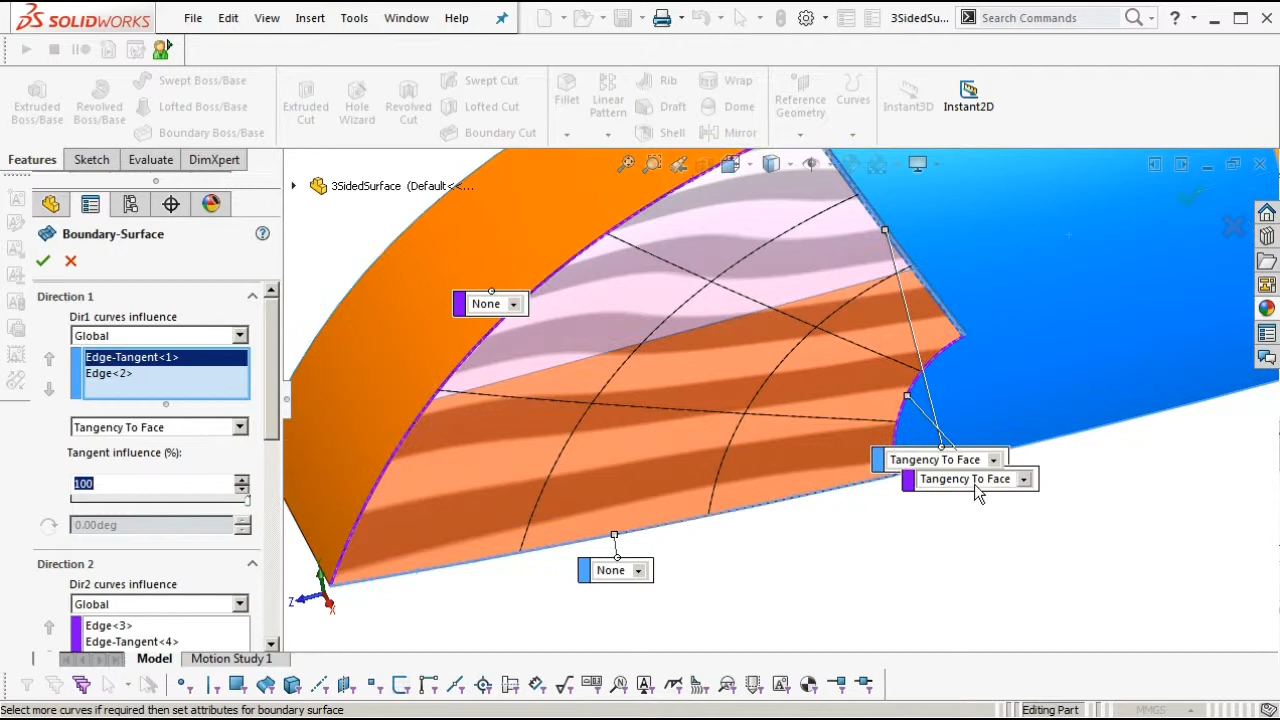 SOLIDWORKS
File Edit View Insert Tools Window Help
3SidedSu...
Search Commands
Extruded Boss/Base
Revolved Boss/Base
Swept Boss/Base
Lofted Boss/Base
Boundary Boss/Base
Extruded Cut
Hole Wizard
Revolved Cut
Swept Cut
Lofted Cut
Boundary Cut
Fillet
Linear Pattern
Rib
Draft
Shell
Wrap
Dome
Mirror
Reference Geometry
Curves
Instant3D
Instant2D
Features Sketch Evaluate DimXpert
3SidedSurface (Default<<...
Boundary-Surface
Direction 1
Dir1 curves influence
Global
Edge-Tangent<1>
Edge<2>
Tangency To Face
Tangent influence (%):
100
0.00deg
Direction 2
Dir2 curves influence
Global
Edge<3>
Edge-Tangent<4>
None
Tangency To Face
Tangency To Face
None
Z
X
Model Motion Study 1
Select more curves if required then set attributes for boundary surface
Editing Part
MMGS